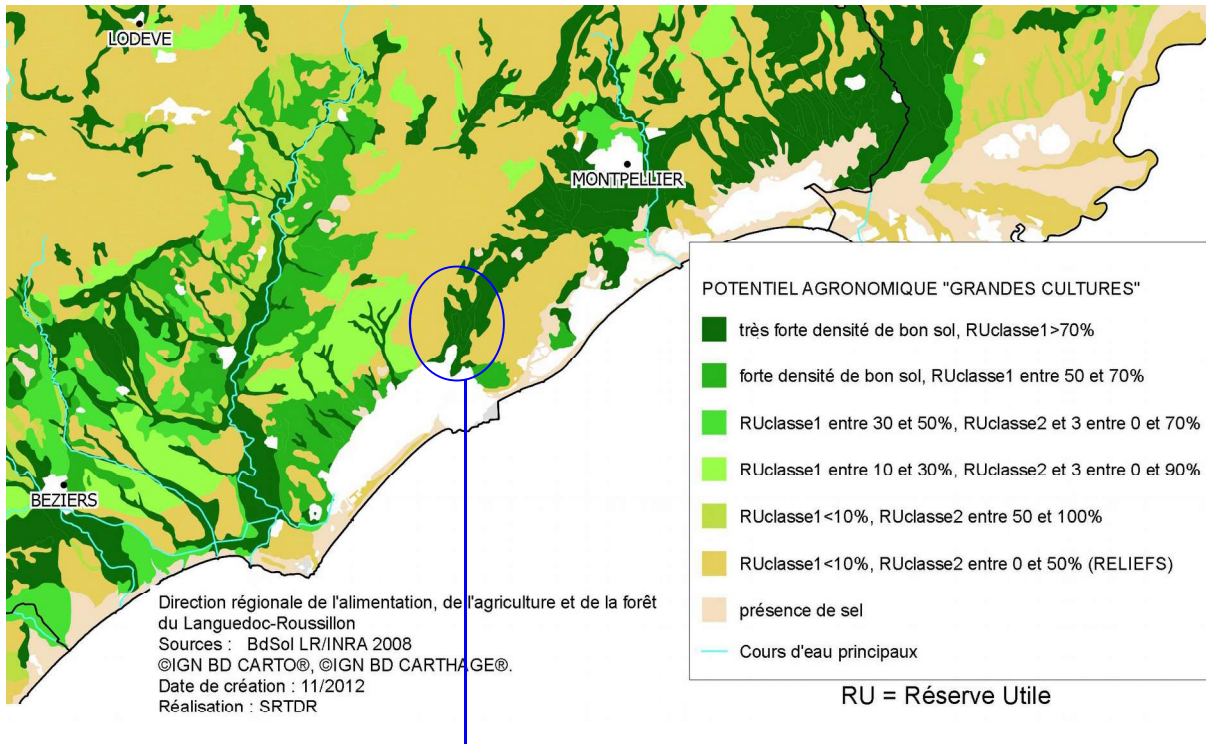 LODEVE
MONTPELLIER
BEZIERS
POTENTIEL AGRONOMIQUE "GRANDES CULTURES"
très forte densité de bon sol, RUclasse1>70%
forte densité de bon sol, RUclasse1 entre 50 et 70%
RUclasse1 entre 30 et 50%, RUclasse2 et 3 entre 0 et 70%
RUclasse1 entre 10 et 30%, RUclasse2 et 3 entre 0 et 90%
RUclasse1<10%, RUclasse2 entre 50 et 100%
RUclasse1<10%, RUclasse2 entre 0 et 50% (RELIEFS)
présence de sel
Cours d'eau principaux
RU = Réserve Utile
Direction régionale de l'alimentation, de l'agriculture et de la forêt
du Languedoc-Roussillon
Sources : BdSol LR/INRA 2008
©IGN BD CARTO®, ©IGN BD CARTHAGE®.
Date de création : 11/2012
Réalisation : SRTDR